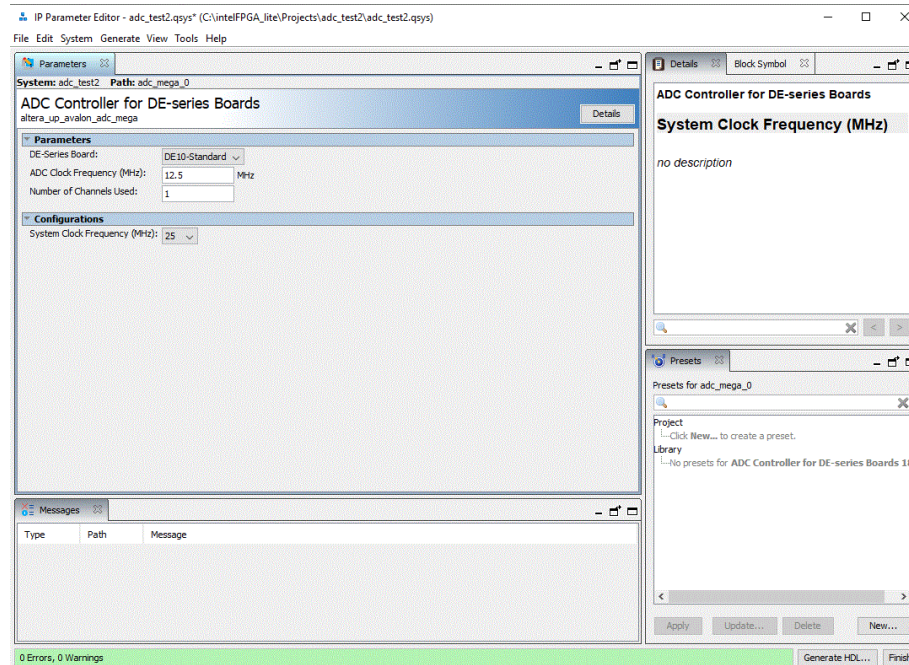 IP Parameter Editor - adc_test2.qsys* (C:\intelFPGA_lite\Projects\adc_test2\adc_test2.qsys)
File Edit System Generate View Tools Help
Parameters
System: adc_test2 Path: adc_mega_0
ADC Controller for DE-series Boards
altera_up_avalon_adc_mega
Details
Parameters
DE-Series Board: DE10-Standard
ADC Clock Frequency (MHz): 12.5 MHz
Number of Channels Used: 1
Configurations
System Clock Frequency (MHz): 25
Messages
Type Path Message
0 Errors, 0 Warnings
Details Block Symbol
ADC Controller for DE-series Boards
System Clock Frequency (MHz)
no description
< >
Presets
Presets for adc_mega_0
Project
Click New... to create a preset.
Library
No presets for ADC Controller for DE-series Boards 18
Apply Update... Delete New...
Generate HDL... Finish